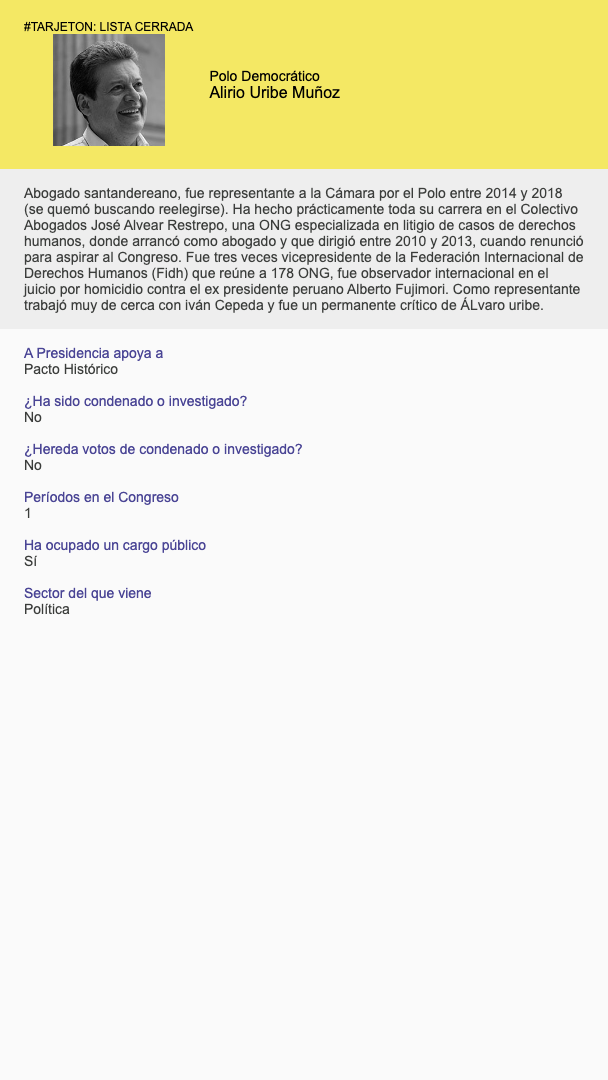 #TARJETON: LISTA CERRADA
Polo Democrático
Alirio Uribe Muñoz
Abogado santandereano, fue representante a la Cámara por el Polo entre 2014 y 2018
(se quemó buscando reelegirse). Ha hecho prácticamente toda su carrera en el Colectivo
Abogados José Alvear Restrepo, una ONG especializada en litigio de casos de derechos
humanos, donde arrancó como abogado y que dirigió entre 2010 y 2013, cuando renunció
para aspirar al Congreso. Fue tres veces vicepresidente de la Federación Internacional de
Derechos Humanos (Fidh) que reúne a 178 ONG, fue observador internacional en el
juicio por homicidio contra el ex presidente peruano Alberto Fujimori. Como representante
trabajó muy de cerca con iván Cepeda y fue un permanente crítico de ÁLvaro uribe.
A Presidencia apoya a
Pacto Histórico
¿Ha sido condenado o investigado?
No
¿Hereda votos de condenado o investigado?
No
Períodos en el Congreso
1
Ha ocupado un cargo público
Sí
Sector del que viene
Política